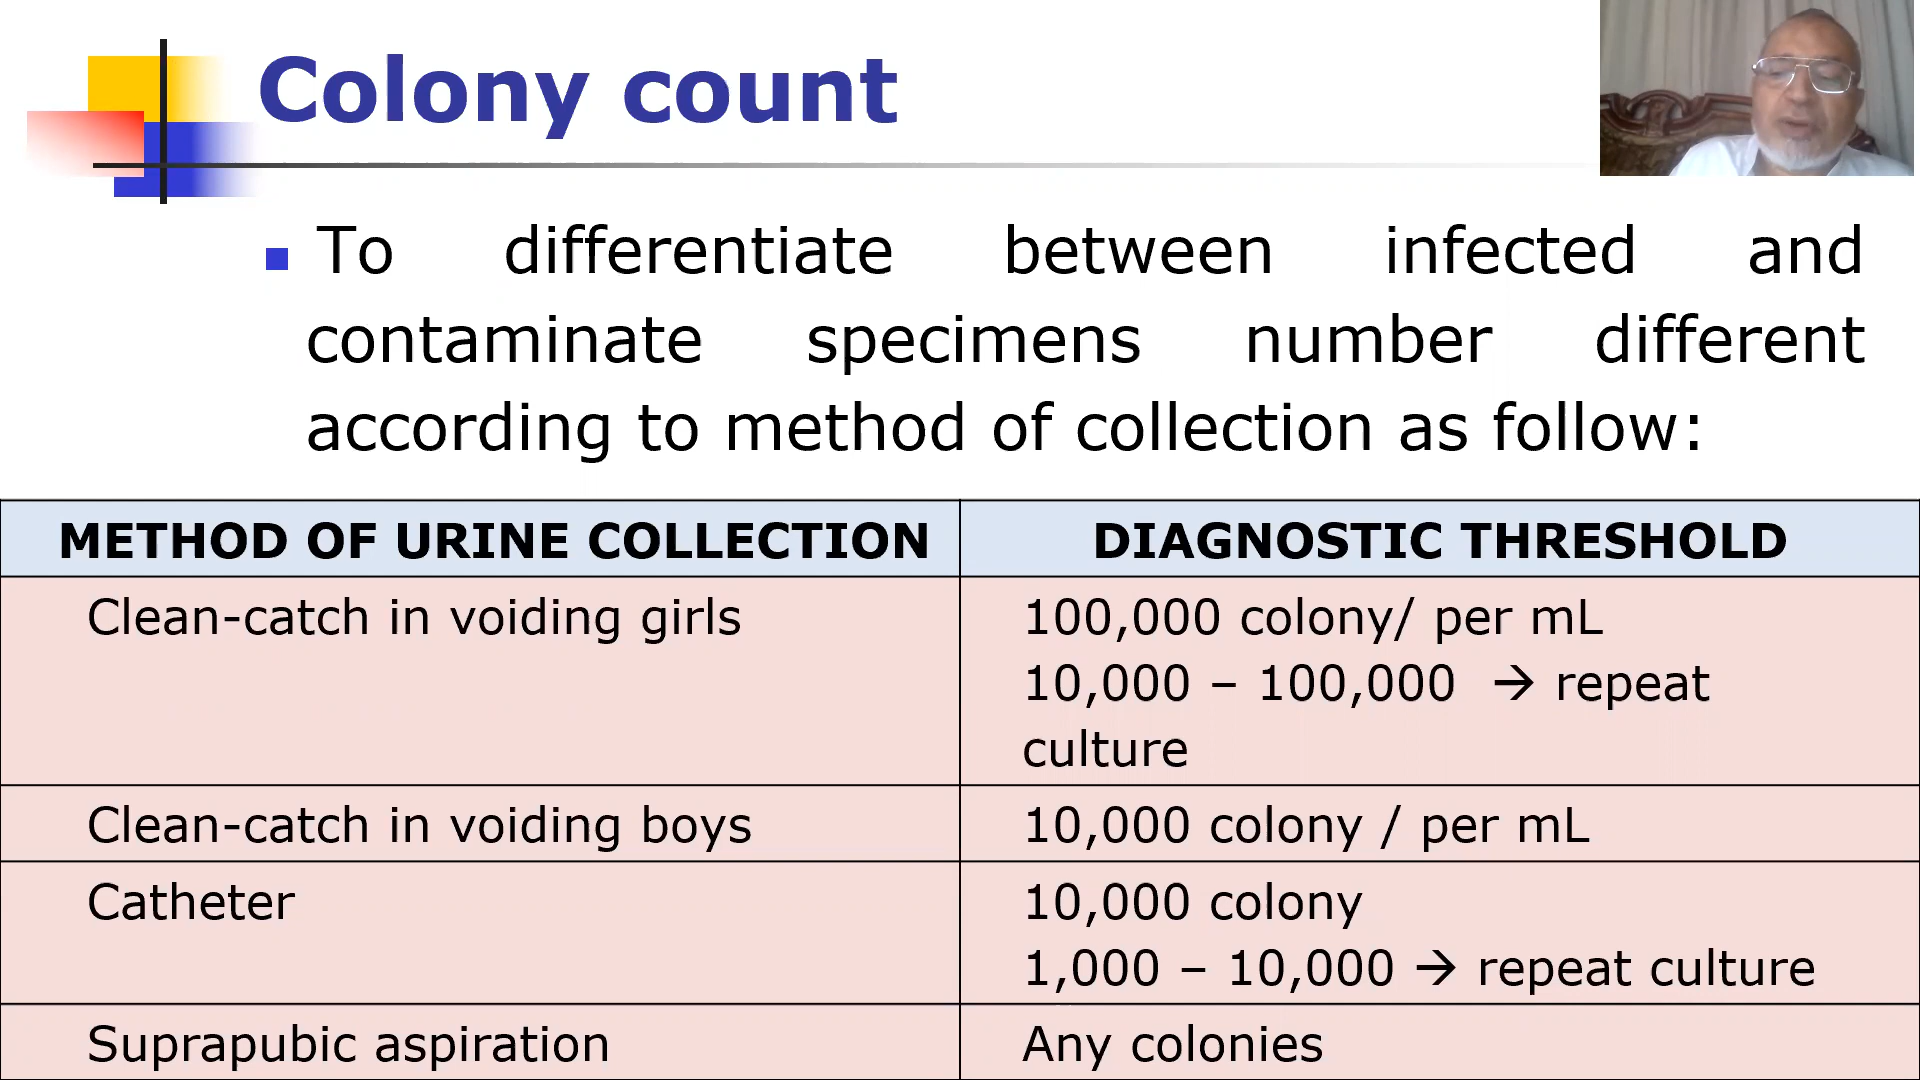 Colony count
To differentiate between infected and
contaminate specimens number different
according to method of collection as follow:
METHOD OF URINE COLLECTION DIAGNOSTIC THRESHOLD
Clean-catch in voiding girls 100,000 colony/ per mL
10,000 – 100,000 → repeat
culture
Clean-catch in voiding boys 10,000 colony / per mL
Catheter 10,000 colony
1,000 – 10,000 → repeat culture
Suprapubic aspiration Any colonies